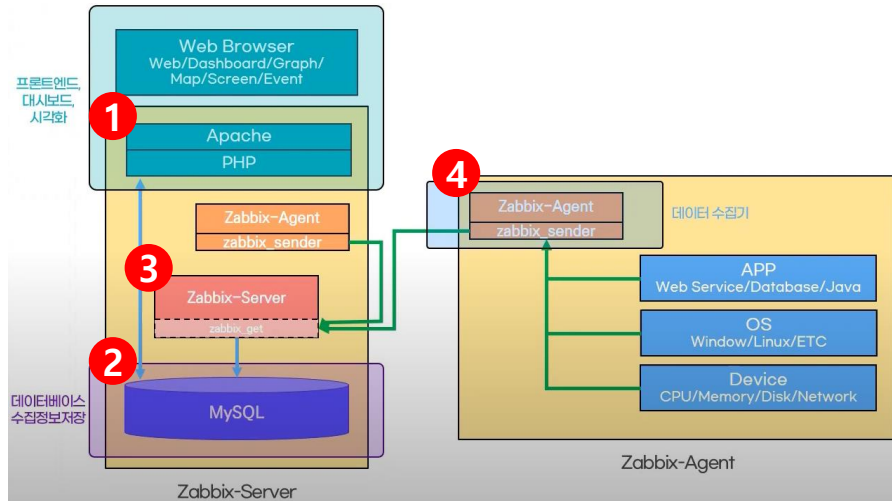 Web Browser
Web/Dashboard/Graph/
Map/Screen/Event
프론트엔드,
대시보드,
시각화
1
Apache
PHP
Zabbix-Agent
zabbix_sender
3
Zabbix-Server
zabbix_get
2
데이터베이스
수집정보저장
MySQL
Zabbix-Server
4
Zabbix-Agent
zabbix_sender
데이터 수집기
APP
Web Service/Database/Java
OS
Window/Linux/ETC
Device
CPU/Memory/Disk/Network
Zabbix-Agent